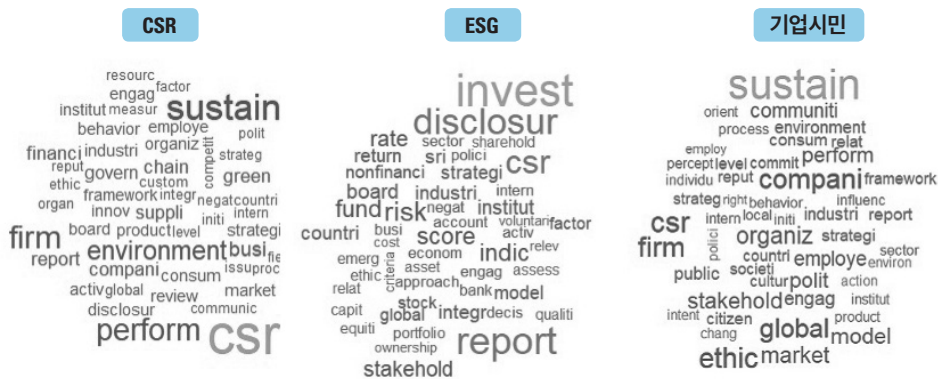 CSR
resourc
engag factor
institut measur sustain
behavior employe polit
financi industri organiz competit strateg
reput govern chain green
ethic custom
organ framework integr negat countri
innov suppli initi intern
firm board product level strategi
report environment busi fie
compani consum issu proc
activ global review market
disclosur communic
perform csr
ESG
invest
disclosur
rate sector sharehold
return sri polici csr
nonfinanci strategi
board industri intern
fund risk negat institut
countri busi account voluntari factor
cost score activ
emerg econom indic relev
ethic criteria asset engag assess
relat approach bank model
capit stock
global integr decis qualiti
equiti portfolio
ownership report
stakehold
기업시민
sustain
orient communiti
process environment
employ consum relat
percept level commit perform
individu reput compani framework
strateg right behavior influenc
csr intern local initi industri report
firm polici organiz strategi
countri employe sector
public societi environ
cultur polit action
stakehold engag institut
intent citizen product
chang global model
ethic market